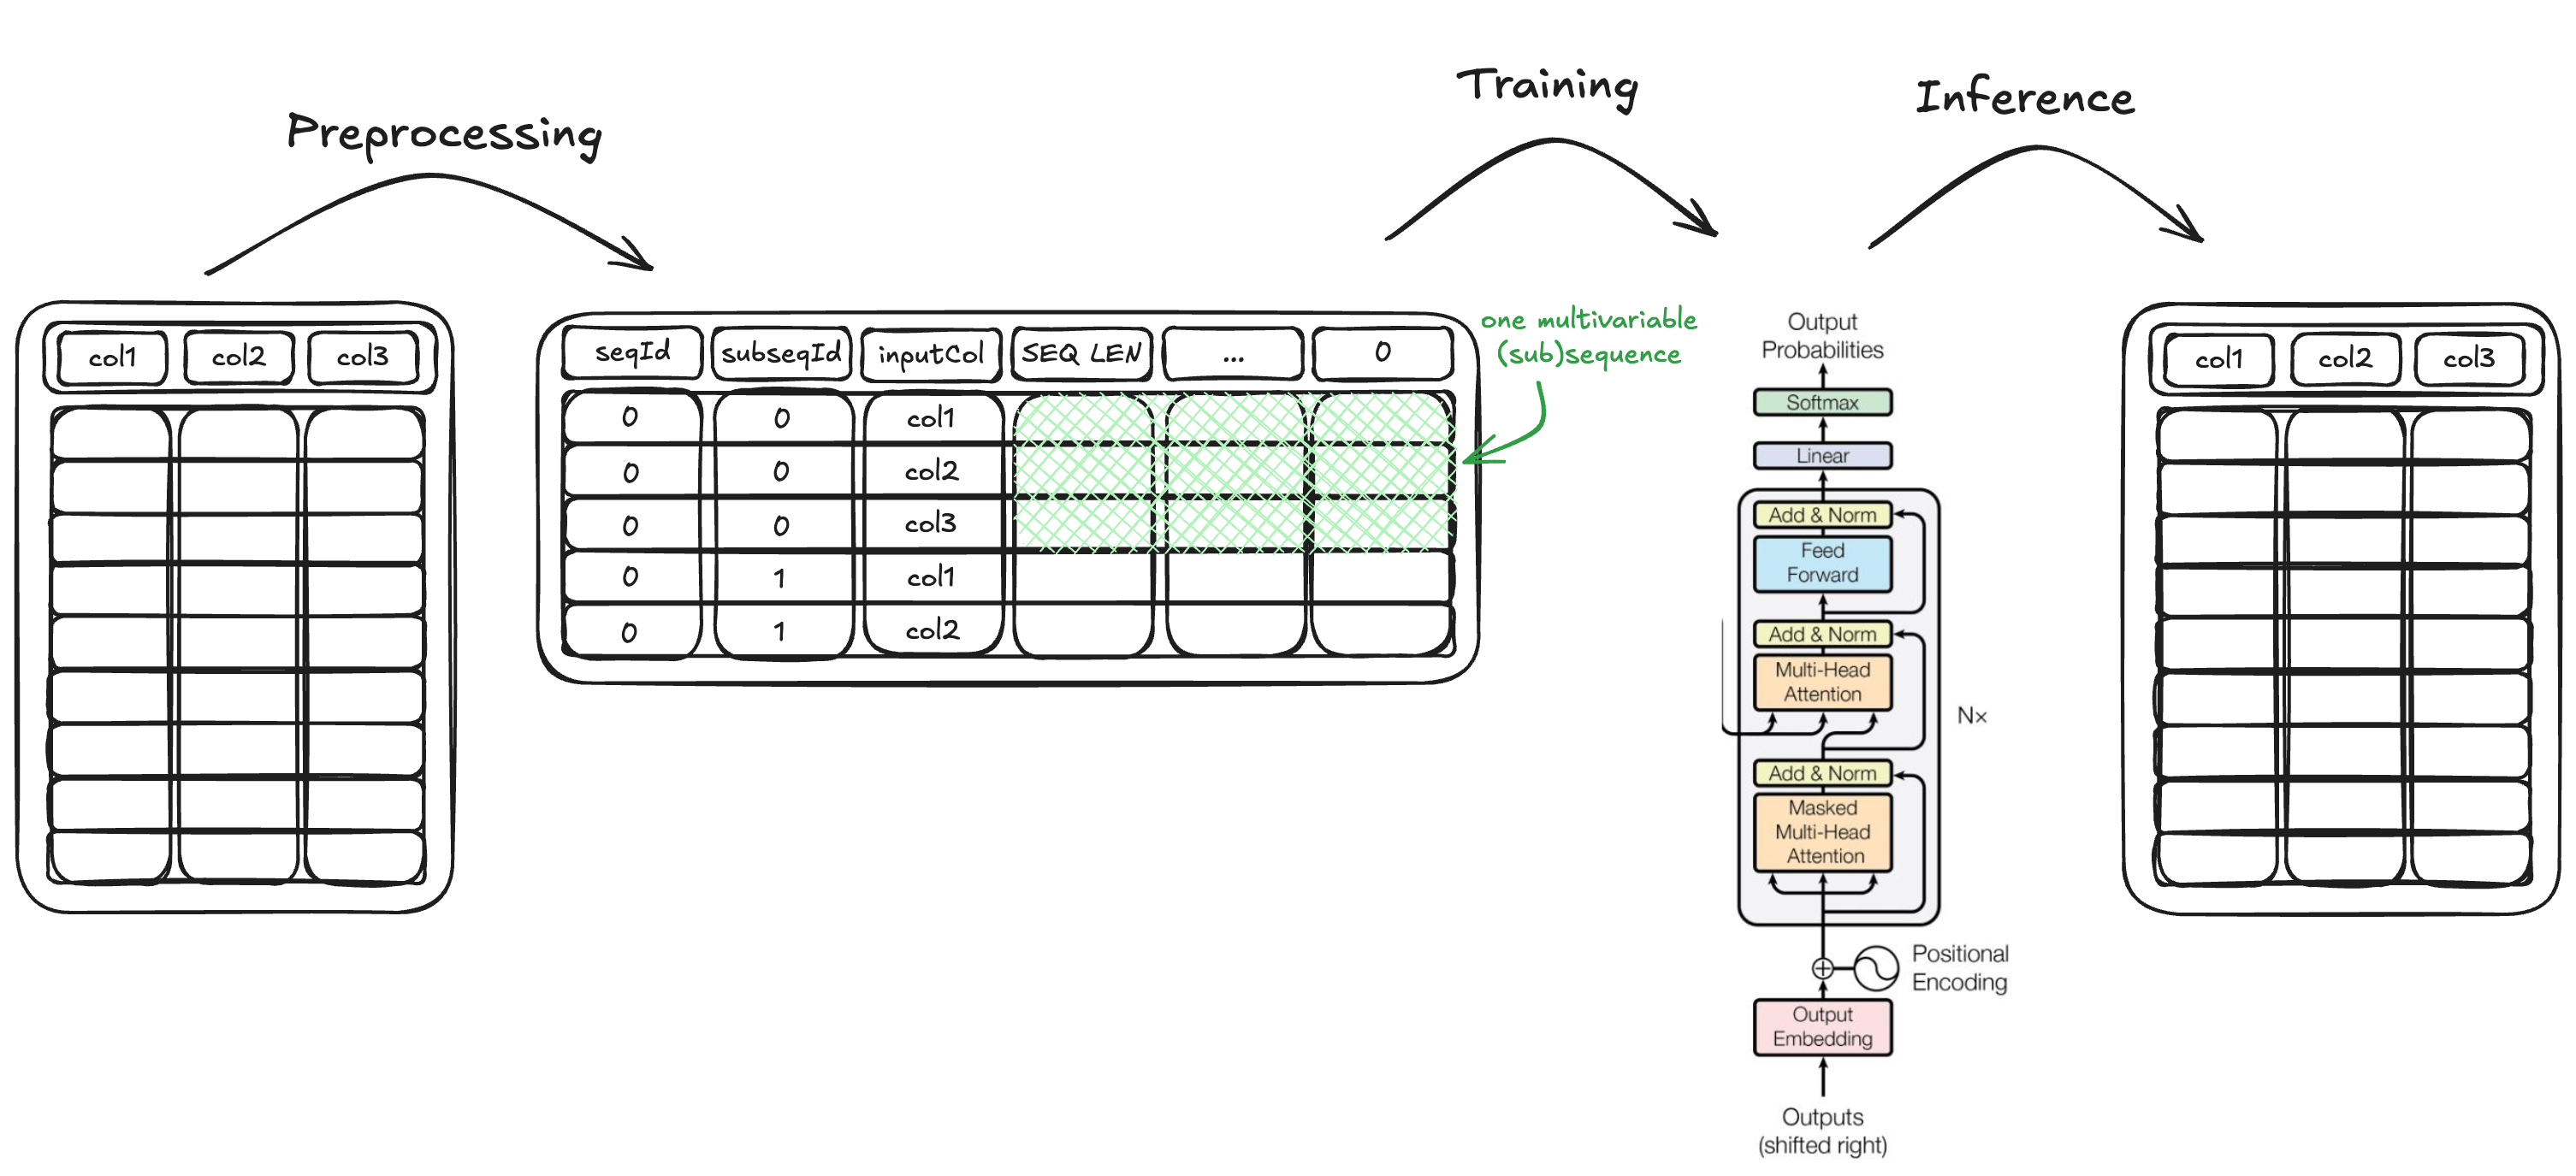 Preprocessing
Training
Inference
col1 col2 col3
seqId subseqId inputCol SEQ LEN ... 0
0 0 col1
0 0 col2
0 0 col3
0 1 col1
0 1 col2
one multivariable
(sub)sequence
Output
Probabilities
Softmax
Linear
Add & Norm
Feed
Forward
Add & Norm
Multi-Head
Attention
Nx
Add & Norm
Masked
Multi-Head
Attention
Positional
Encoding
Output
Embedding
Outputs
(shifted right)
col1 col2 col3